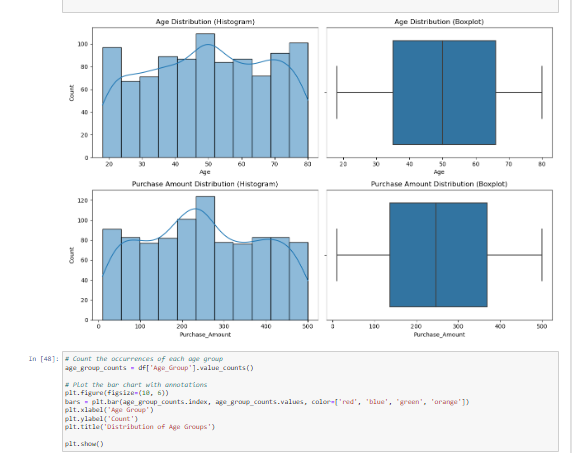 Age Distribution (Histogram)
Age Distribution (Boxplot)
100
80
60
40
20
0
Count
20 30 40 50 60 70 80
Age
20 30 40 50 60 70 80
Age
Purchase Amount Distribution (Histogram)
Purchase Amount Distribution (Boxplot)
120
100
80
60
40
20
0
Count
0 100 200 300 400 500
Purchase_Amount
0 100 200 300 400 500
Purchase_Amount
In [48]:
# Count the occurrences of each age group
age_group_counts = df['Age_Group'].value_counts()
# Plot the bar chart with annotations
plt.figure(figsize=(10, 6))
bars = plt.bar(age_group_counts.index, age_group_counts.values, color=['red', 'blue', 'green', 'orange'])
plt.xlabel('Age Group')
plt.ylabel('Count')
plt.title('Distribution of Age Groups')
plt.show()